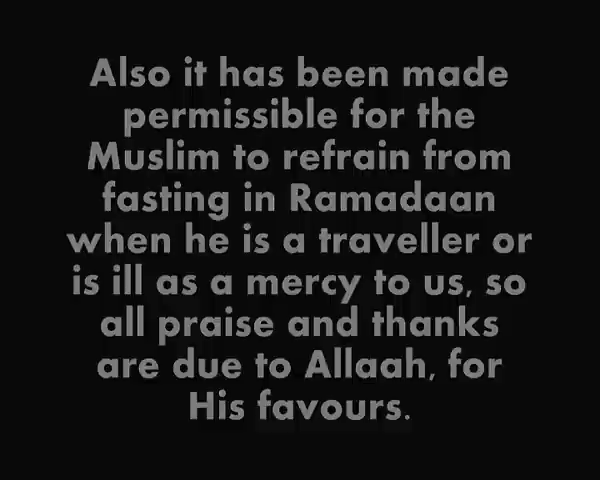 Also it has been made
permissible for the
Muslim to refrain from
fasting in Ramadaan
when he is a traveller or
is ill as a mercy to us, so
all praise and thanks
are due to Allaah, for
His favours.